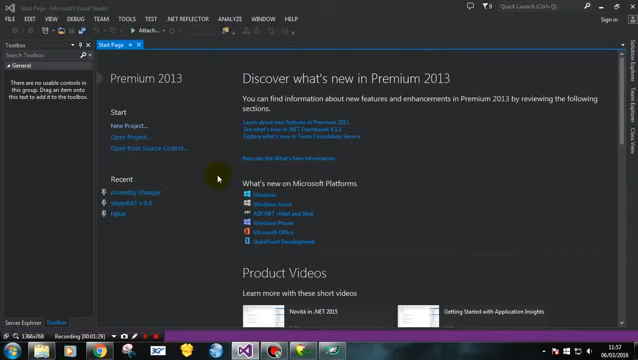 Start Page - Microsoft Visual Studio
9
Quick Launch (Ctrl+Q)
FILE EDIT VIEW DEBUG TEAM TOOLS TEST .NET REFLECTOR ANALYZE WINDOW HELP
Sign in
Attach...
Toolbox
Search Toolbox
General
There are no usable controls in
this group. Drag an item onto
this text to add it to the toolbox.
Start Page
Premium 2013
Start
New Project...
Open Project...
Open from Source Control...
Recent
Assembly Changer
slayerRAT v 0.4
NjRat
Discover what's new in Premium 2013
You can find information about new features and enhancements in Premium 2013 by reviewing the following
sections.
Learn about new features in Premium 2013
See what's new in .NET Framework 4.5.1
Explore what's new in Team Foundation Service
Relocate the What's New information
What's new on Microsoft Platforms
Windows
Windows Azure
ASP.NET vNext and Web
Windows Phone
Microsoft Office
SharePoint Development
Product Videos
Learn more with these short videos
Novità in .NET 2015
Getting Started with Application Insights
Solution Explorer
Team Explorer
Class View
Server Explorer
Toolbox
1366x768
Recording [00:01:29]
11:57
06/03/2016